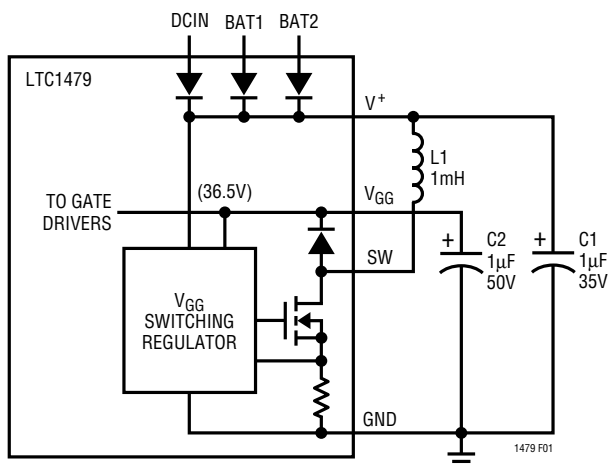 DCIN BAT1 BAT2
LTC1479
V+
L1
1mH
(36.5V)
TO GATE
DRIVERS
VGG
+ C2
1µF
50V
+ C1
1µF
35V
SW
VGG
SWITCHING
REGULATOR
GND
1479 F01